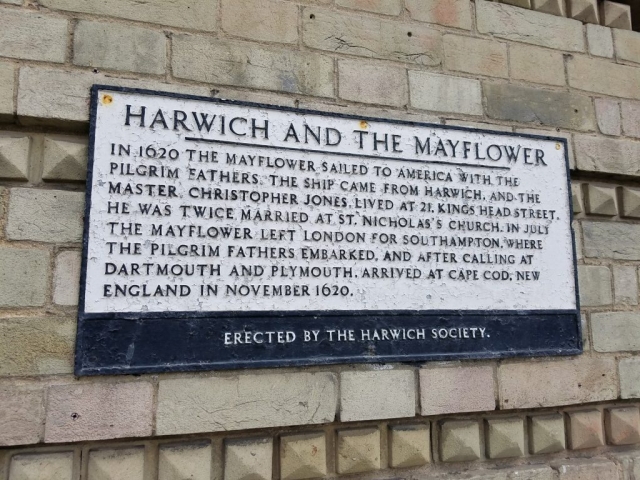 HARWICH AND THE MAYFLOWER
IN 1620 THE MAYFLOWER SAILED TO AMERICA WITH THE
PILGRIM FATHERS. THE SHIP CAME FROM HARWICH, AND THE
MASTER, CHRISTOPHER JONES, LIVED AT 21, KINGS HEAD STREET.
HE WAS TWICE MARRIED AT ST. NICHOLAS'S CHURCH. IN JULY
THE MAYFLOWER LEFT LONDON FOR SOUTHAMPTON, WHERE
THE PILGRIM FATHERS EMBARKED, AND AFTER CALLING AT
DARTMOUTH AND PLYMOUTH, ARRIVED AT CAPE COD, NEW
ENGLAND IN NOVEMBER 1620.
ERECTED BY THE HARWICH SOCIETY.